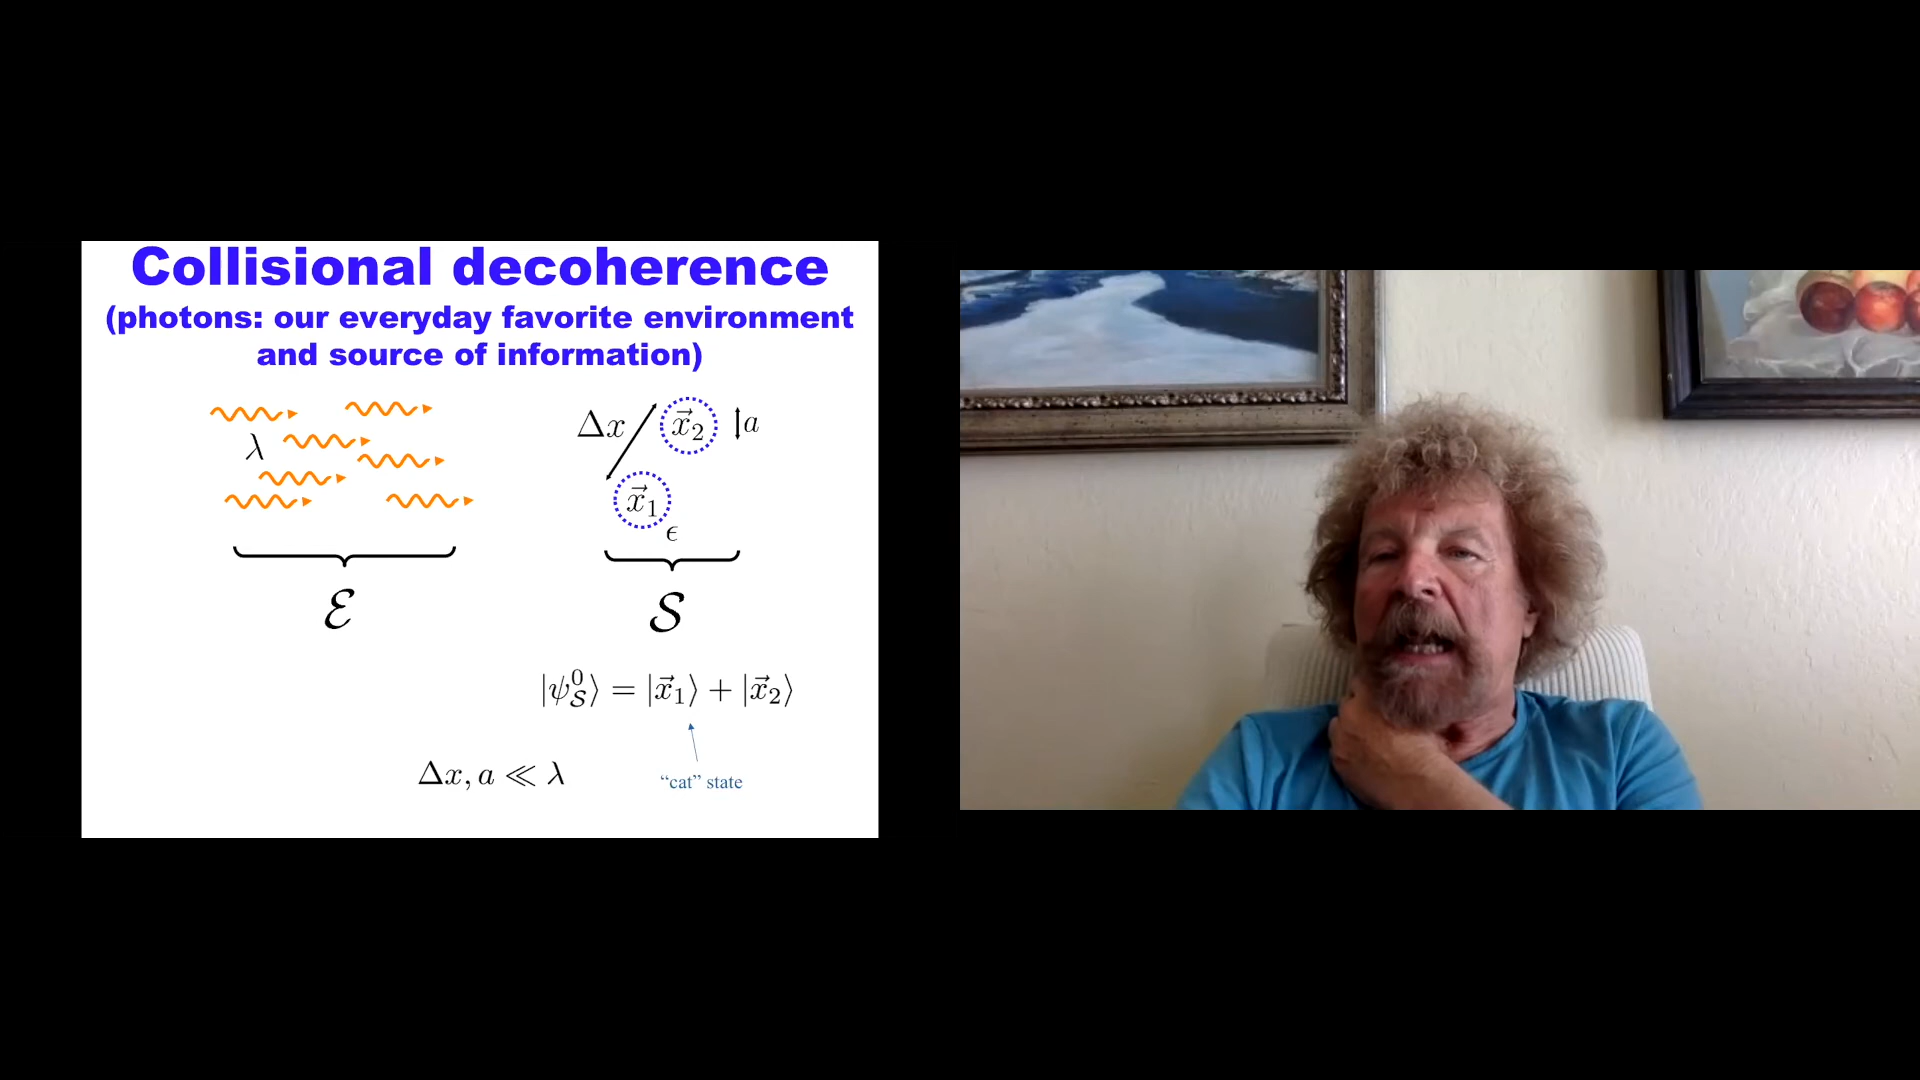 Collisional decoherence
(photons: our everyday favorite environment
and source of information)
λ
Δx
x⃗₂
a
x⃗₁
ϵ
ℰ
𝒮
|ψ⁰_𝒮⟩ = |x⃗₁⟩ + |x⃗₂⟩
Δx, a ≪ λ
“cat” state